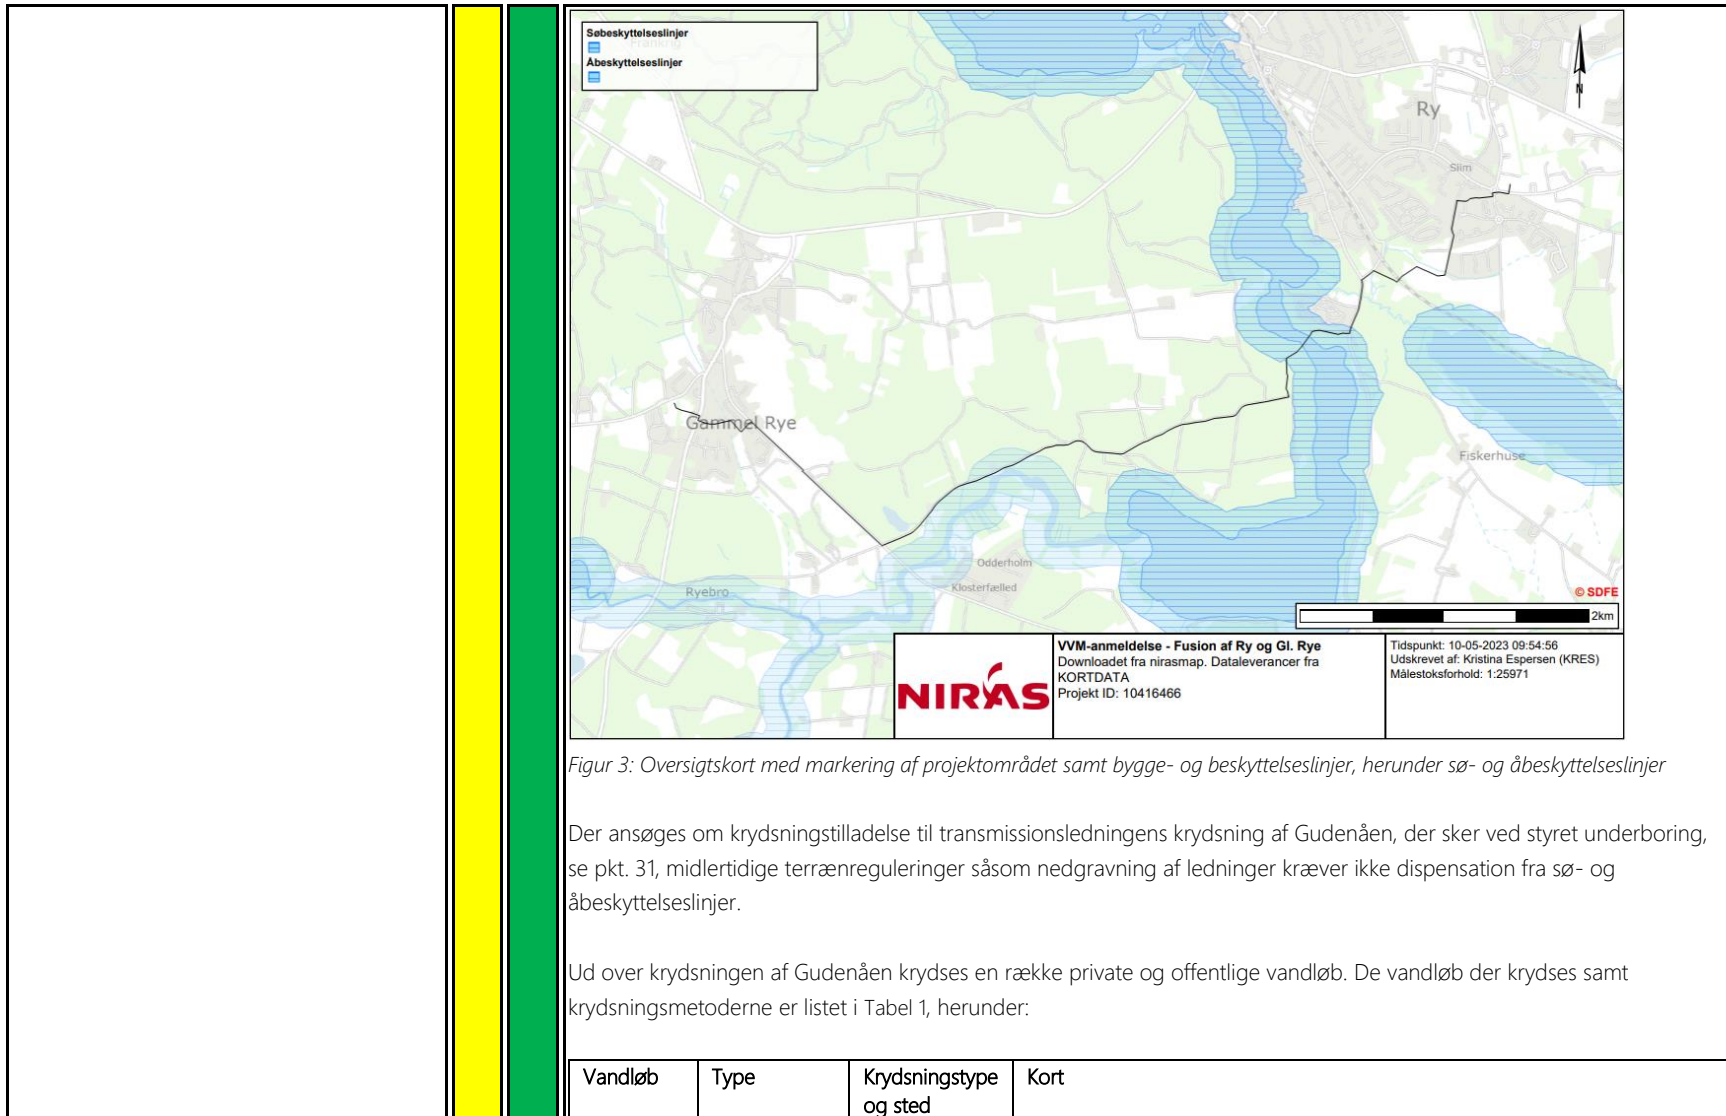 Søbeskyttelseslinjer
Frankrig
Åbeskyttelseslinjer
N
Ry
Siim
Gammel Rye
Fiskerhuse
Odderholm
Klosterfælled
Ryebro
© SDFE
2km
NIRAS
VVM-anmeldelse - Fusion af Ry og Gl. Rye
Downloadet fra nirasmap. Dataleverancer fra
KORTDATA
Projekt ID: 10416466
Tidspunkt: 10-05-2023 09:54:56
Udskrevet af: Kristina Espersen (KRES)
Målestoksforhold: 1:25971
Figur 3: Oversigtskort med markering af projektområdet samt bygge- og beskyttelseslinjer, herunder sø- og åbeskyttelseslinjer
Der ansøges om krydsningstilladelse til transmissionsledningens krydsning af Gudenåen, der sker ved styret underboring,
se pkt. 31, midlertidige terrænreguleringer såsom nedgravning af ledninger kræver ikke dispensation fra sø- og
åbeskyttelseslinjer.
Ud over krydsningen af Gudenåen krydses en række private og offentlige vandløb. De vandløb der krydses samt
krydsningsmetoderne er listet i Tabel 1, herunder:
Vandløb
Type
Krydsningstype
og sted
Kort